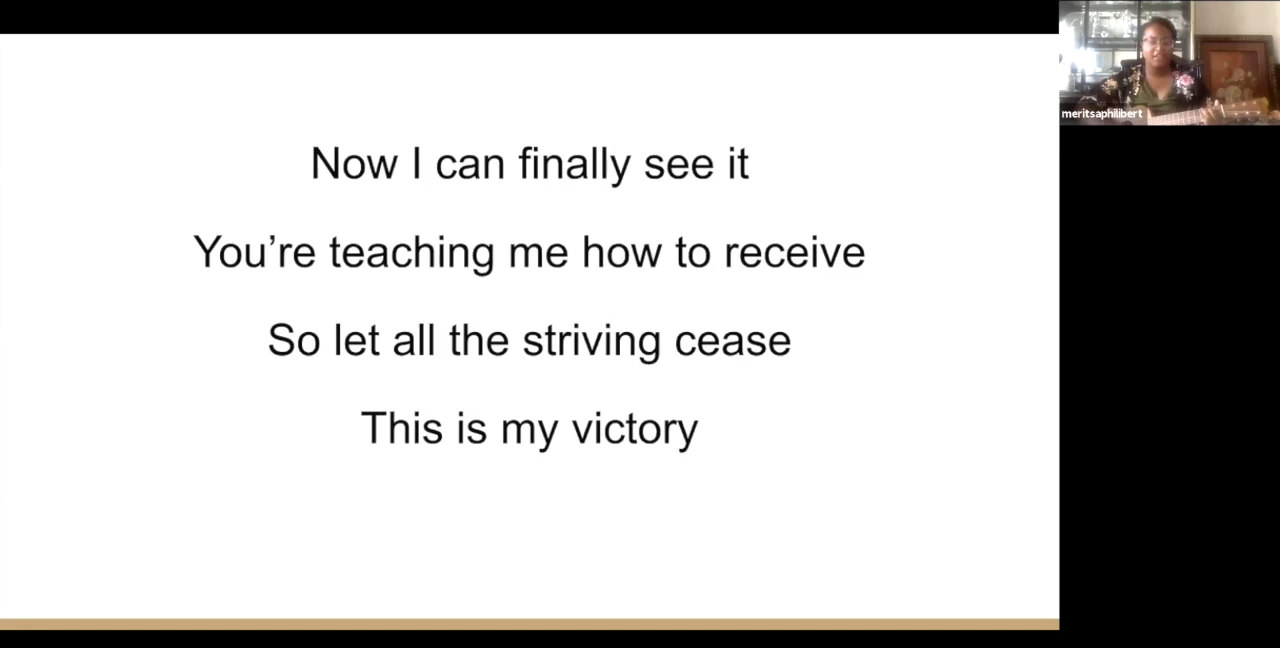 Now I can finally see it
You’re teaching me how to receive
So let all the striving cease
This is my victory
meritsaphilibert